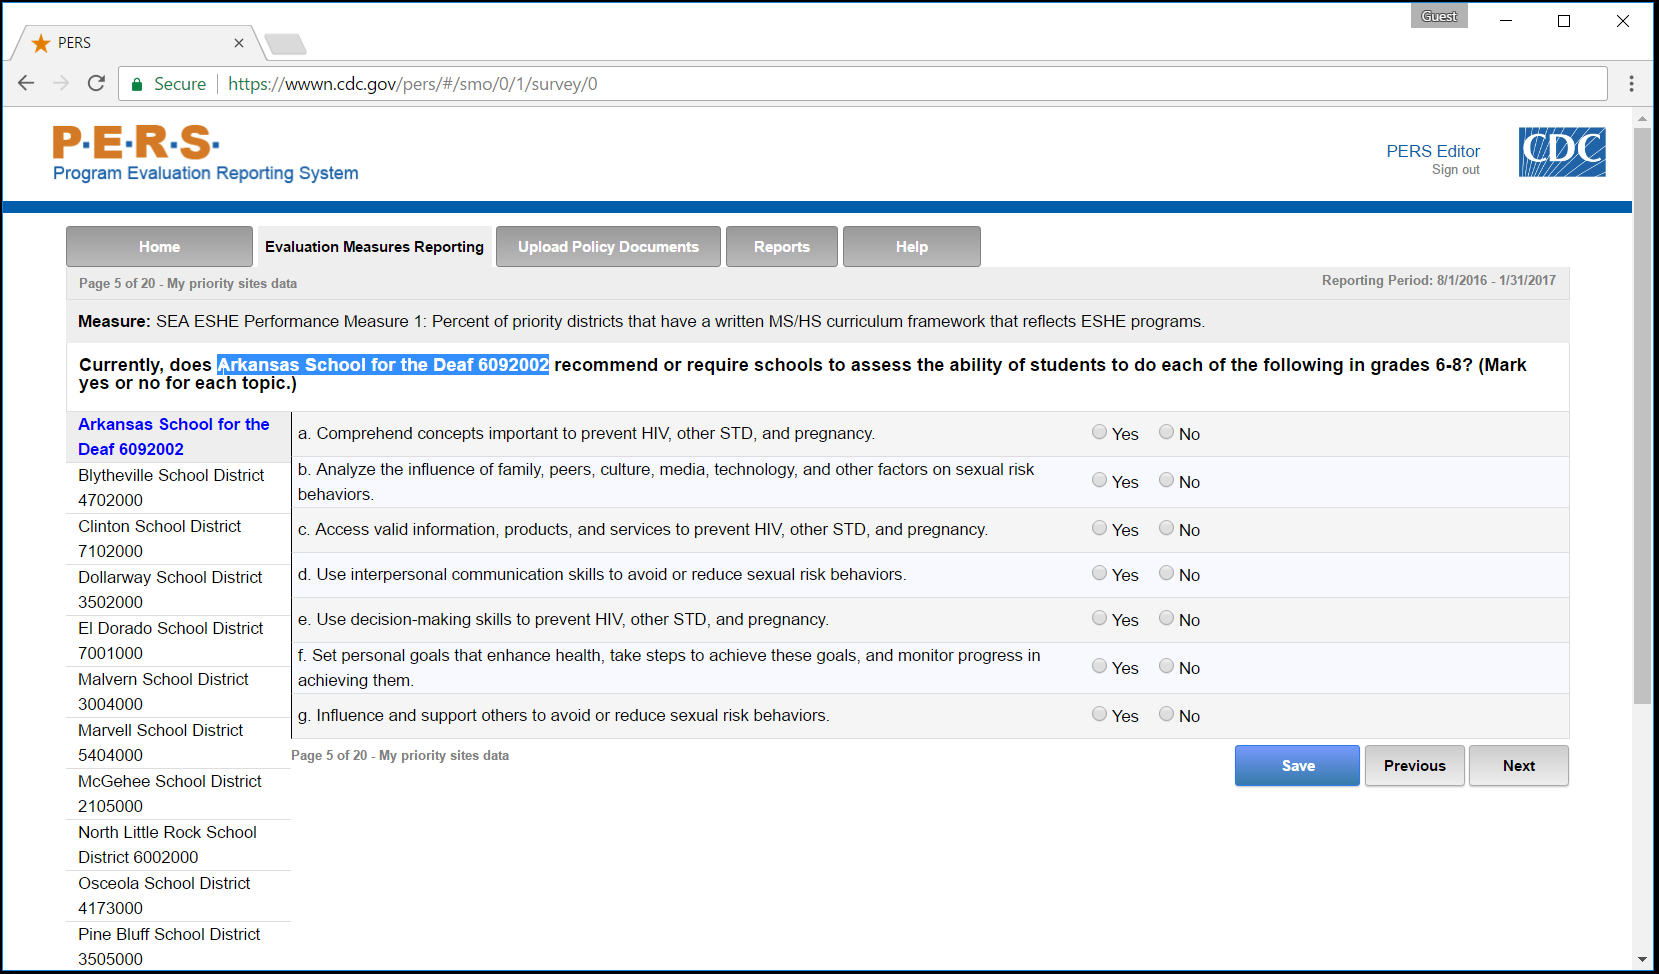 Guest
PERS
Secure
https://wwwn.cdc.gov/pers/#/smo/0/1/survey/0
P·E·R·S·
Program Evaluation Reporting System
PERS Editor
Sign out
CDC
Home
Evaluation Measures Reporting
Upload Policy Documents
Reports
Help
Page 5 of 20 - My priority sites data
Reporting Period: 8/1/2016 - 1/31/2017
Measure: SEA ESHE Performance Measure 1: Percent of priority districts that have a written MS/HS curriculum framework that reflects ESHE programs.
Currently, does Arkansas School for the Deaf 6092002 recommend or require schools to assess the ability of students to do each of the following in grades 6-8? (Mark
yes or no for each topic.)
Arkansas School for the
Deaf 6092002
Blytheville School District
4702000
Clinton School District
7102000
Dollarway School District
3502000
El Dorado School District
7001000
Malvern School District
3004000
Marvell School District
5404000
McGehee School District
2105000
North Little Rock School
District 6002000
Osceola School District
4173000
Pine Bluff School District
3505000
a. Comprehend concepts important to prevent HIV, other STD, and pregnancy.
Yes No
b. Analyze the influence of family, peers, culture, media, technology, and other factors on sexual risk
behaviors.
Yes No
c. Access valid information, products, and services to prevent HIV, other STD, and pregnancy.
Yes No
d. Use interpersonal communication skills to avoid or reduce sexual risk behaviors.
Yes No
e. Use decision-making skills to prevent HIV, other STD, and pregnancy.
Yes No
f. Set personal goals that enhance health, take steps to achieve these goals, and monitor progress in
achieving them.
Yes No
g. Influence and support others to avoid or reduce sexual risk behaviors.
Yes No
Page 5 of 20 - My priority sites data
Save
Previous
Next